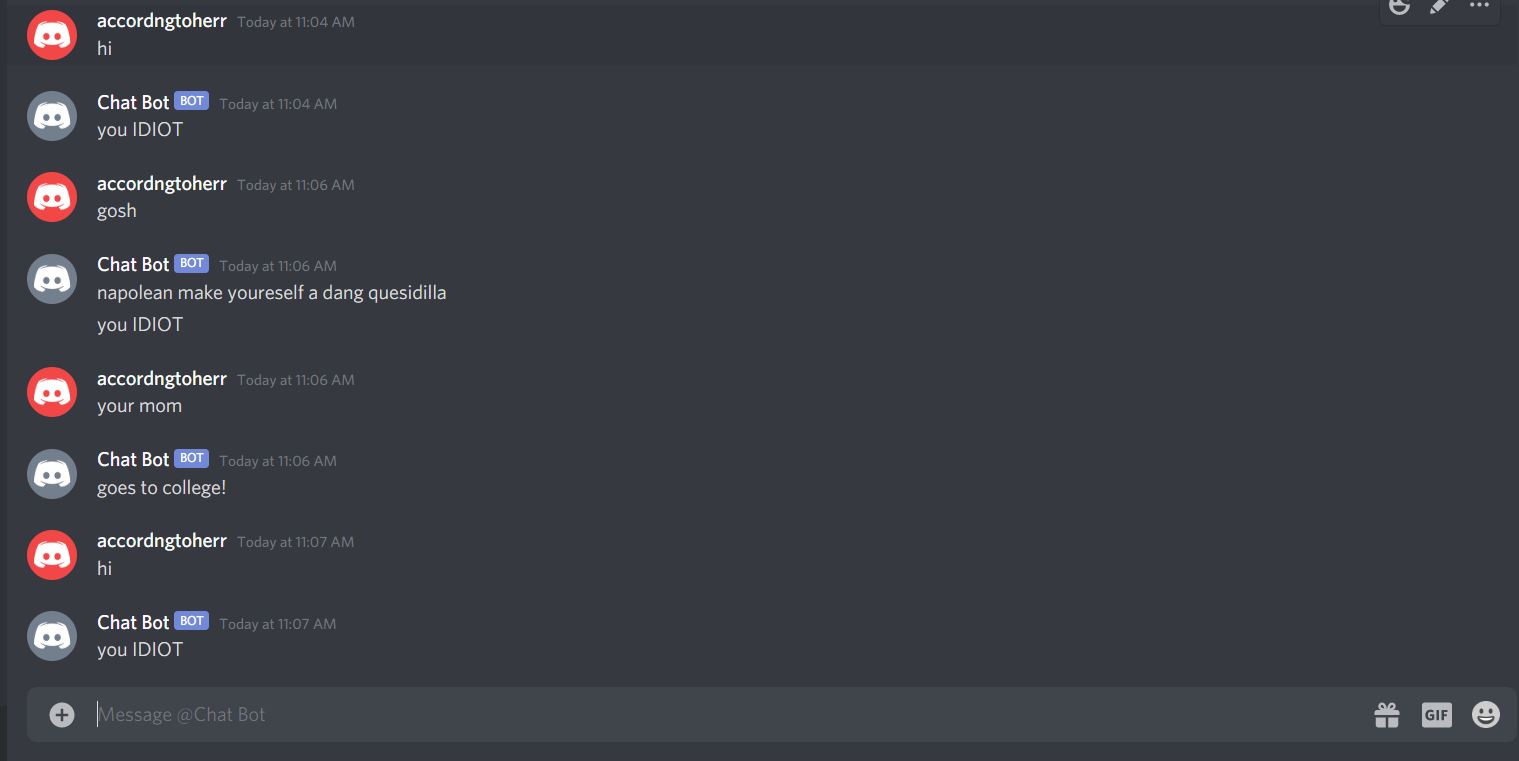 accordngtoherr Today at 11:04 AM
hi
Chat Bot BOT Today at 11:04 AM
you IDIOT
accordngtoherr Today at 11:06 AM
gosh
Chat Bot BOT Today at 11:06 AM
napolean make youreself a dang quesidilla
you IDIOT
accordngtoherr Today at 11:06 AM
your mom
Chat Bot BOT Today at 11:06 AM
goes to college!
accordngtoherr Today at 11:07 AM
hi
Chat Bot BOT Today at 11:07 AM
you IDIOT
Message @Chat Bot GIF